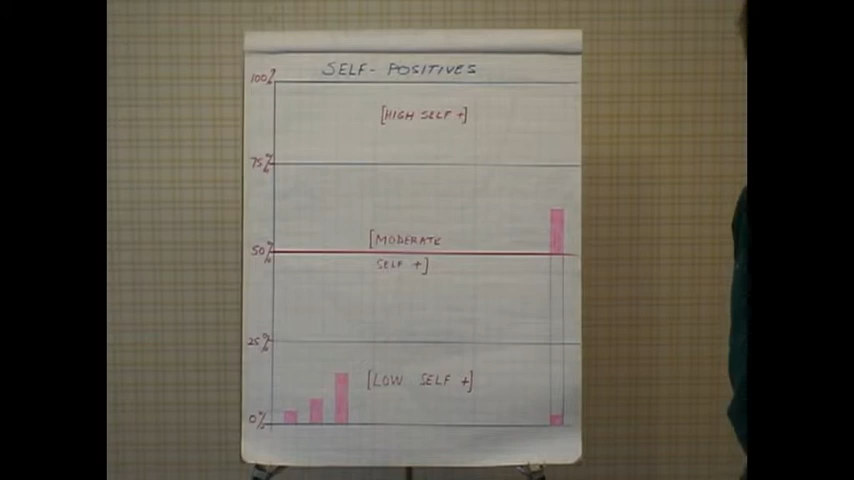 SELF- POSITIVES
100%
[HIGH SELF +]
75%
[MODERATE
50%
SELF +]
25%
[LOW SELF +]
0%